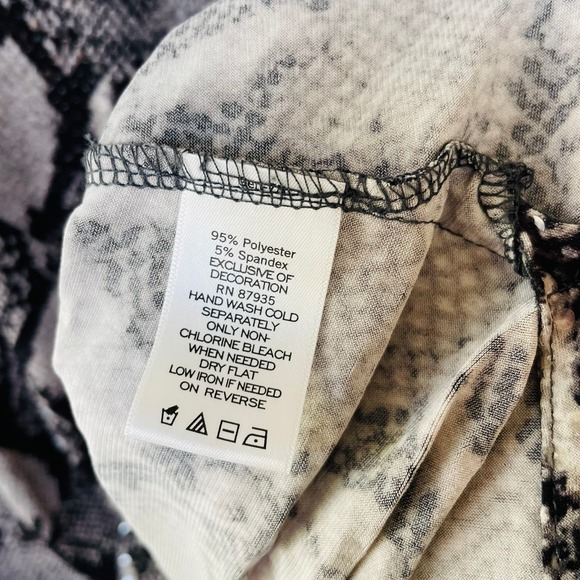 95% Polyester
5% Spandex
EXCLUSIVE OF
DECORATION
RN 87935
HAND WASH COLD
SEPARATELY
ONLY NON-
CHLORINE BLEACH
WHEN NEEDED
DRY FLAT
LOW IRON IF NEEDED
ON REVERSE